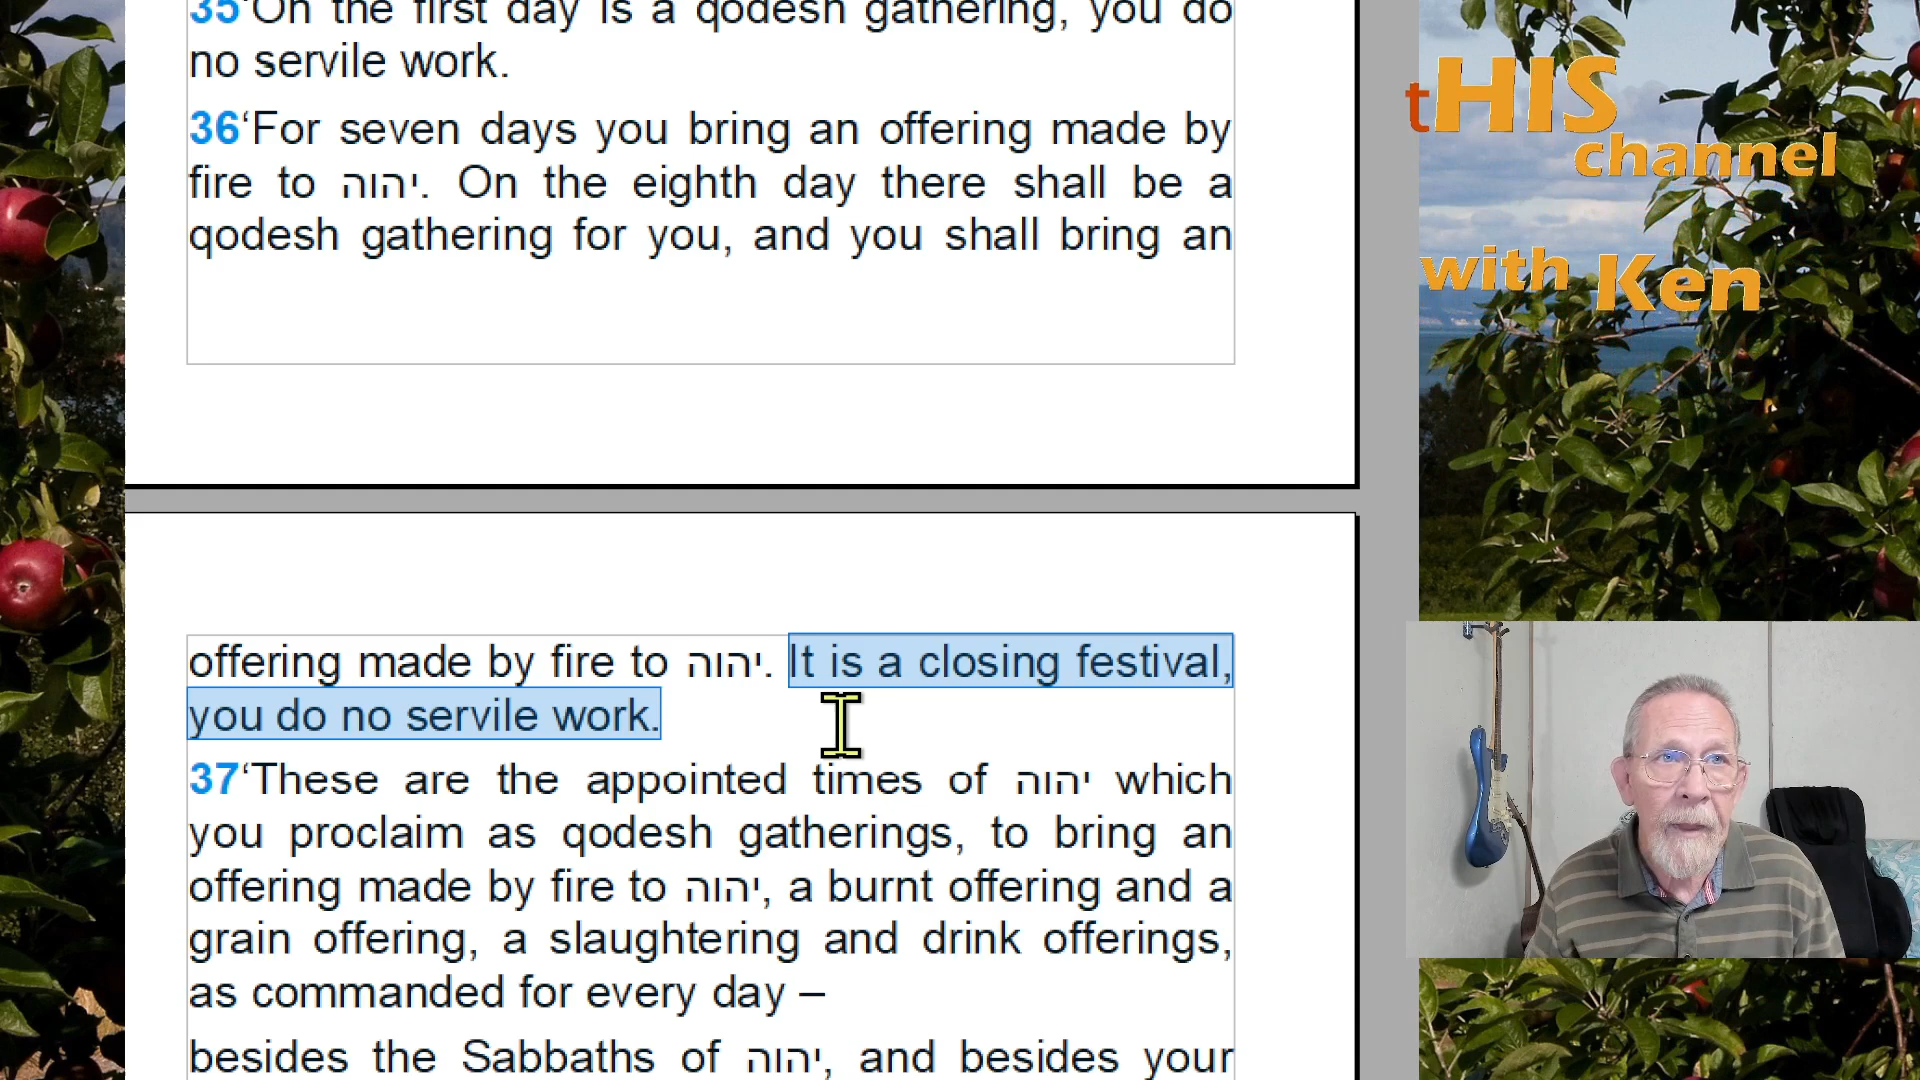 35‘On the first day is a qodesh gathering, you do
no servile work.
36‘For seven days you bring an offering made by
fire to יהוה. On the eighth day there shall be a
qodesh gathering for you, and you shall bring an
offering made by fire to יהוה. It is a closing festival,
you do no servile work.
37‘These are the appointed times of יהוה which
you proclaim as qodesh gatherings, to bring an
offering made by fire to יהוה, a burnt offering and a
grain offering, a slaughtering and drink offerings,
as commanded for every day –
besides the Sabbaths of יהוה, and besides your
tHIS
channel
with Ken